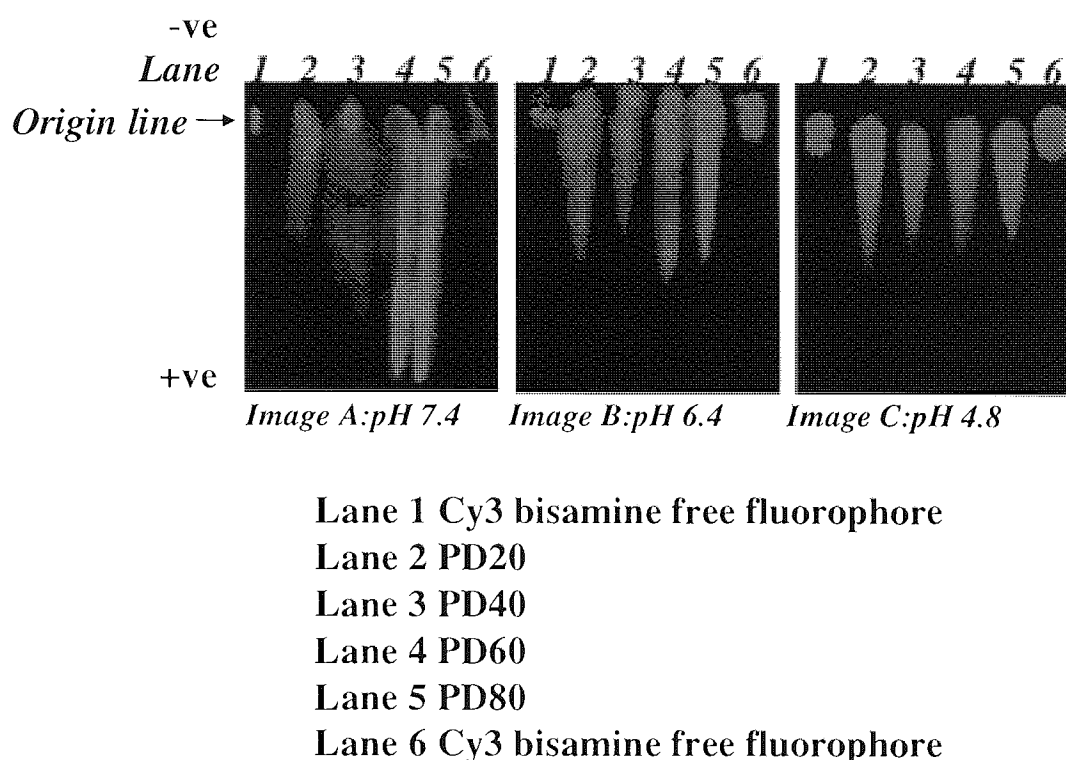 -ve
Lane 1 2 3 4 5 6 1 2 3 4 5 6 1 2 3 4 5 6
Origin line
+ve
Image A:pH 7.4 Image B:pH 6.4 Image C:pH 4.8
Lane 1 Cy3 bisamine free fluorophore
Lane 2 PD20
Lane 3 PD40
Lane 4 PD60
Lane 5 PD80
Lane 6 Cy3 bisamine free fluorophore